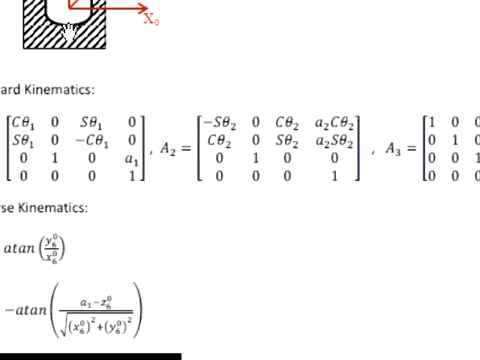 X₀
ard Kinematics:
[Cθ₁ 0 Sθ₁ 0
Sθ₁ 0 −Cθ₁ 0
0 1 0 a₁
0 0 0 1] , A₂ = [−Sθ₂ 0 Cθ₂ a₂Cθ₂
Cθ₂ 0 Sθ₂ a₂Sθ₂
0 1 0 0
0 0 0 1] , A₃ = [1 0 0
0 1 0
0 0 1
0 0 0
rse Kinematics:
atan (y₆⁰/x₆⁰)
−atan (a₁−z₆⁰/√(x₆⁰)²+(y₆⁰)²)